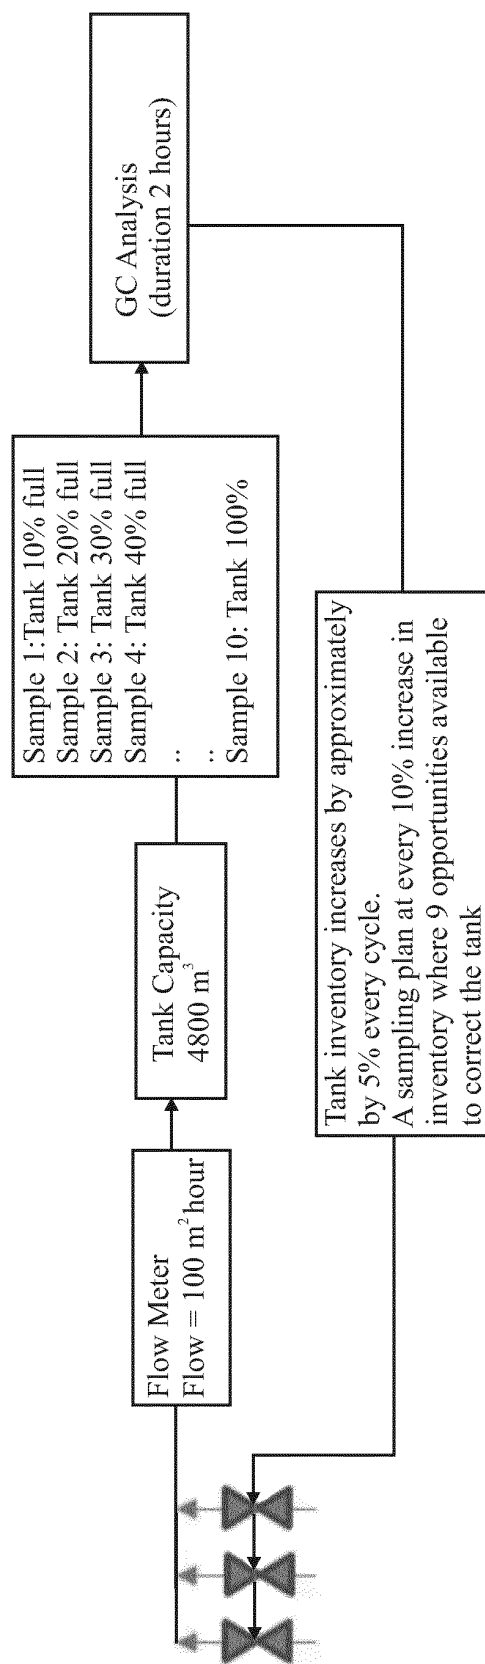 Flow Meter
Flow = 100 m² hour
Tank Capacity
4800 m³
Sample 1:Tank 10% full
Sample 2: Tank 20% full
Sample 3: Tank 30% full
Sample 4: Tank 40% full
..
..
Sample 10: Tank 100%
GC Analysis
(duration 2 hours)
Tank inventory increases by approximately
by 5% every cycle.
A sampling plan at every 10% increase in
inventory where 9 opportunities available
to correct the tank